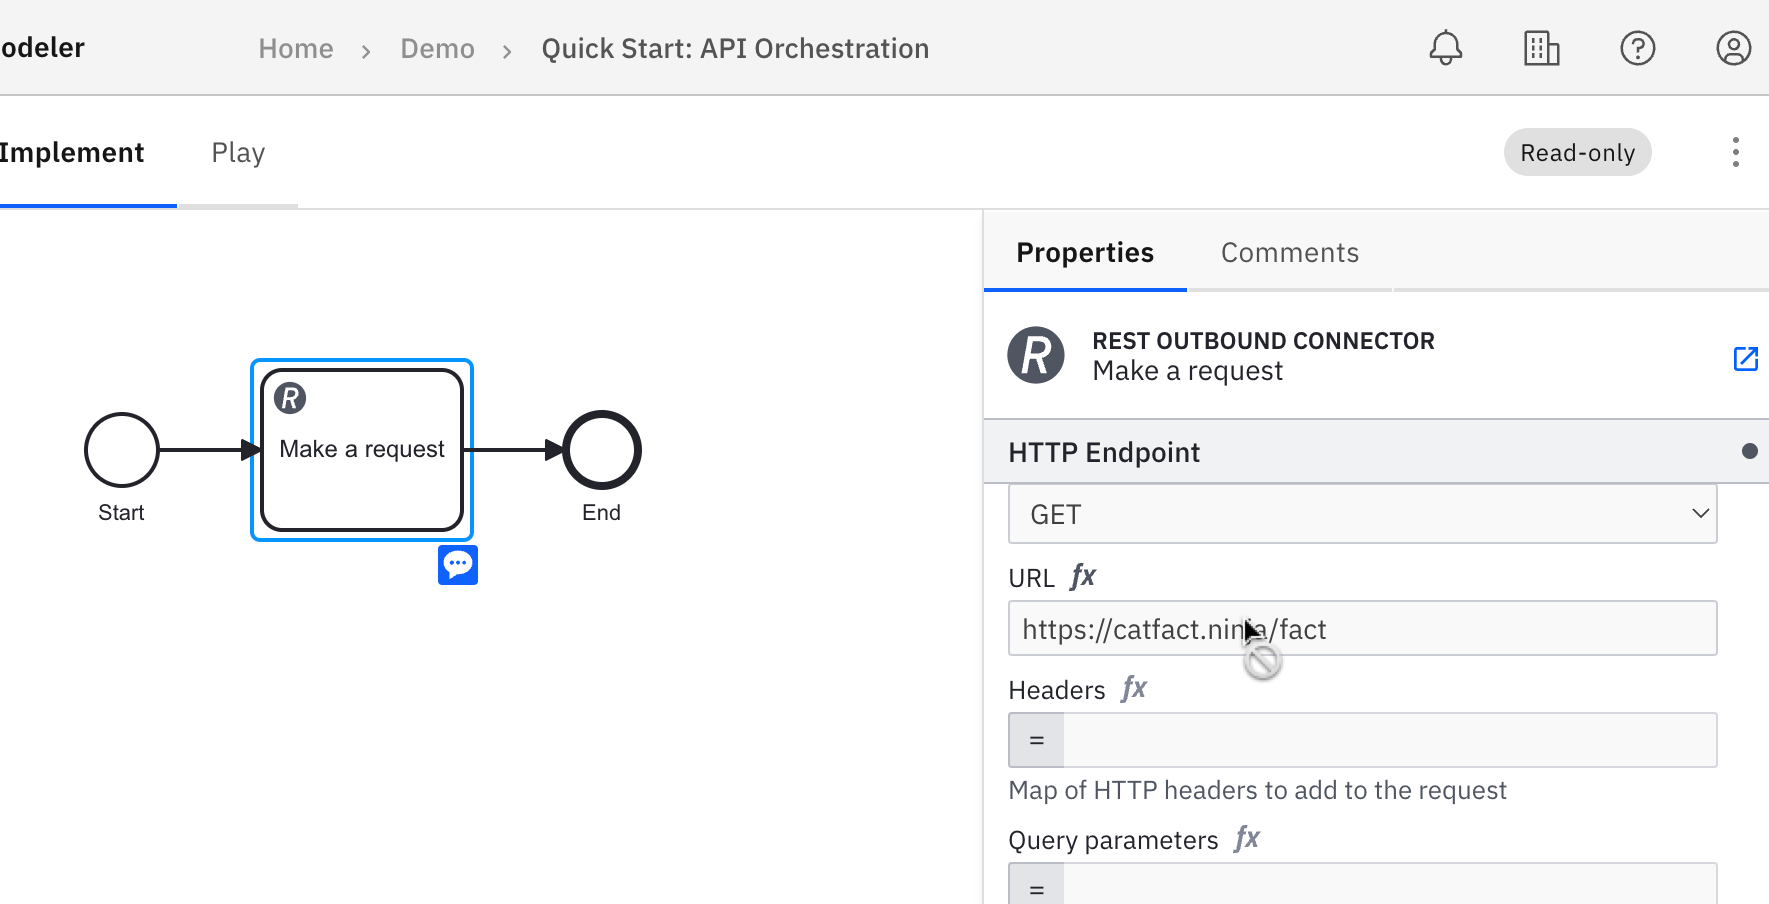 odeler
Home > Demo > Quick Start: API Orchestration
Implement
Play
Read-only
Properties
Comments
R
REST OUTBOUND CONNECTOR
Make a request
HTTP Endpoint
GET
URL fx
https://catfact.ninja/fact
Headers fx
=
Map of HTTP headers to add to the request
Query parameters fx
=
R
Make a request
Start
End